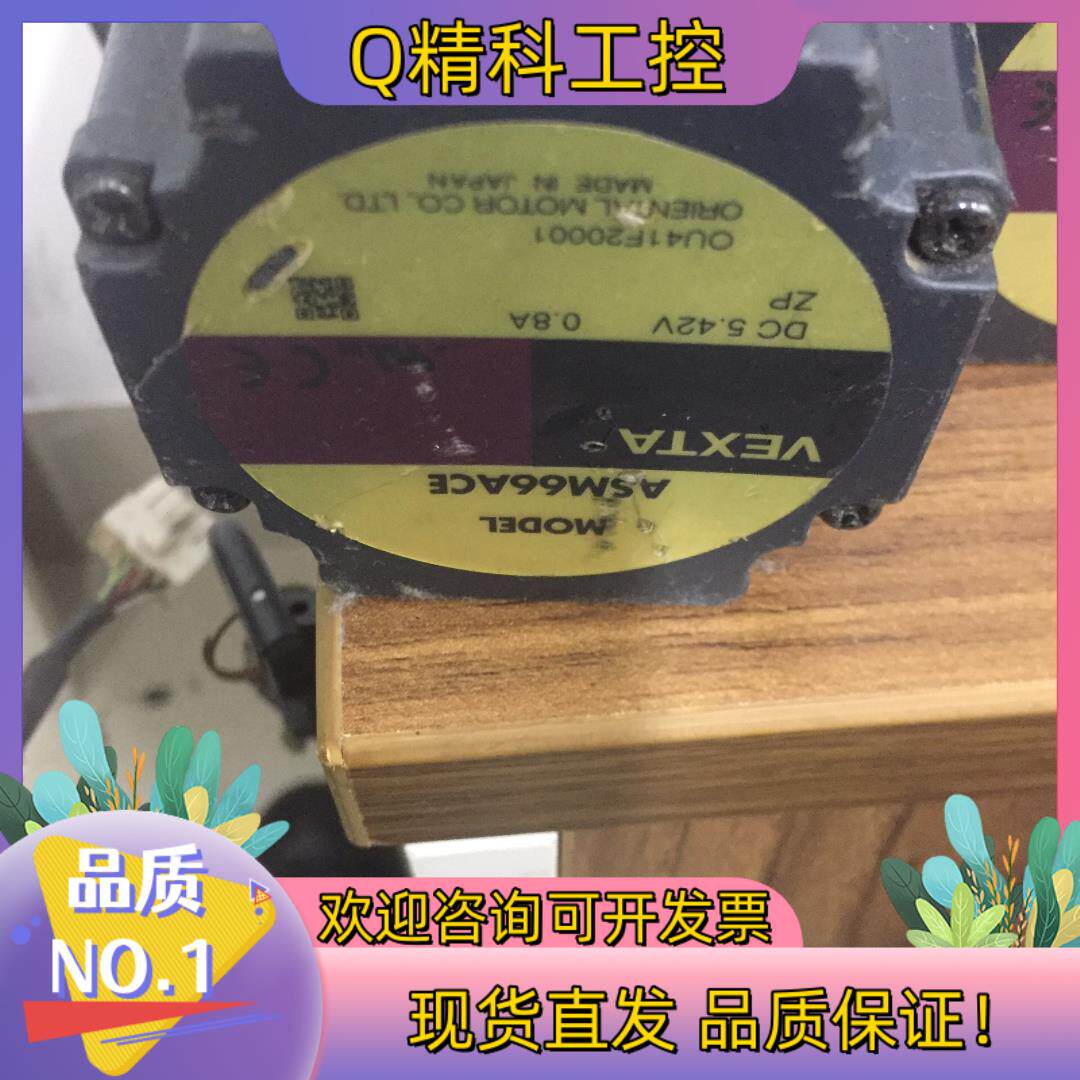 Q精科工控
MODEL
ASM66ACE
VEXTA
DC 5.42V 0.8A
ZP
OU41F20001
ORIENTAL MOTOR CO. LTD.
MADE IN JAPAN
品质
NO.1
欢迎咨询可开发票
现货直发 品质保证!